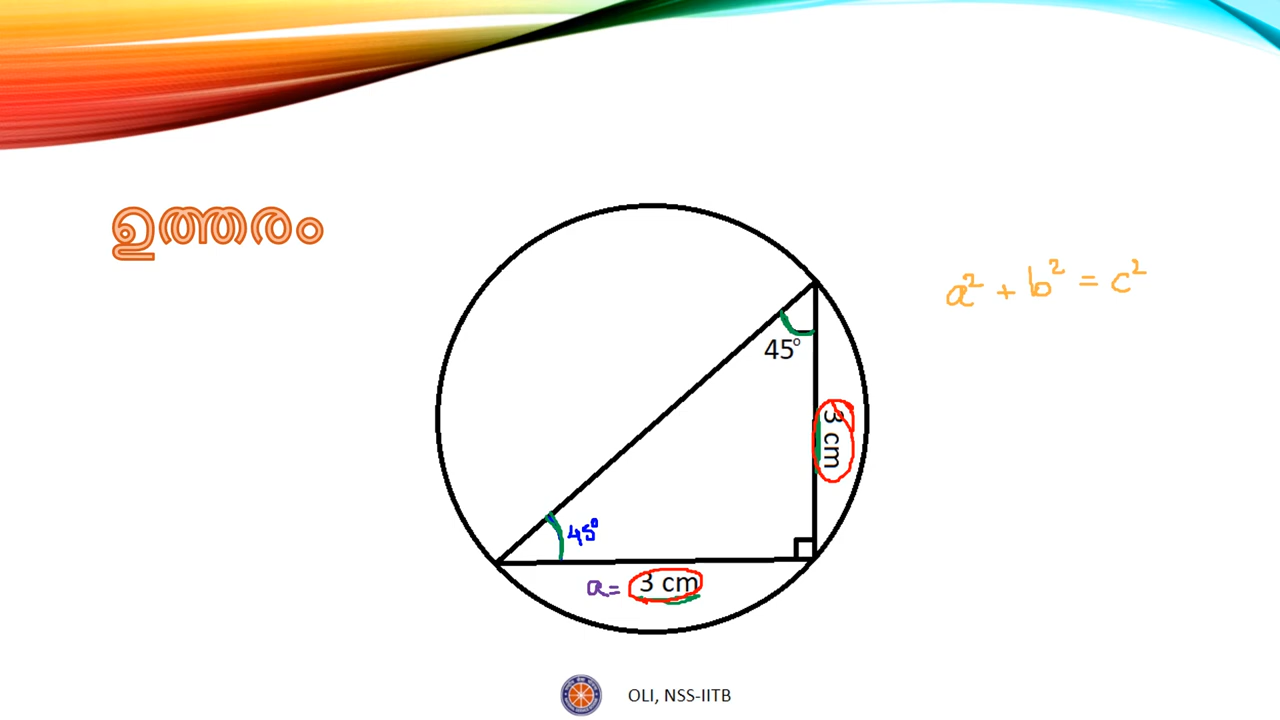 ഉത്തരം
a² + b² = c²
45°
3 cm
45°
a = 3 cm
OLI, NSS-IITB